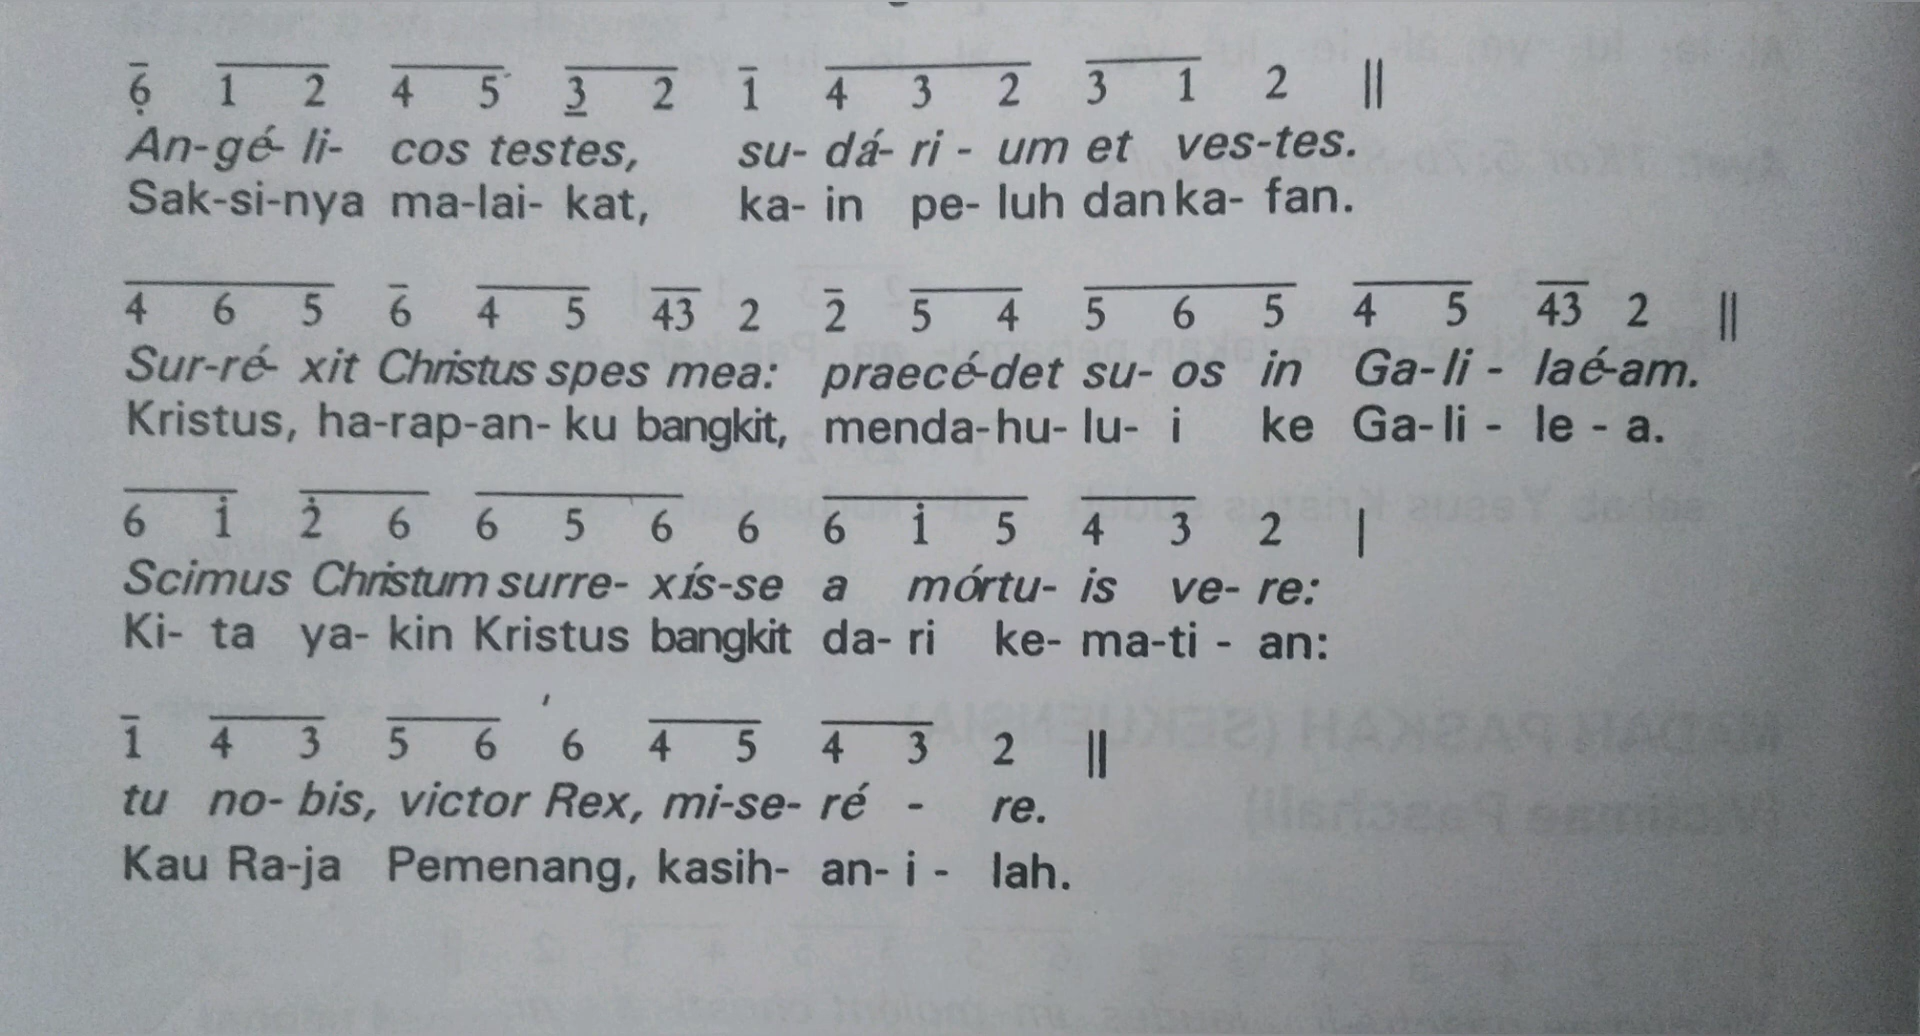 6̣ 1 2 4 5 3 2 1 4 3 2 3 1 2 ||
An-gé- li- cos testes, su- dá- ri - um et ves-tes.
Sak-si-nya ma-lai- kat, ka- in pe- luh dan ka- fan.
4 6 5 6 4 5 43 2 2 5 4 5 6 5 4 5 43 2 ||
Sur-ré- xit Christus spes mea: praecé-det su- os in Ga-li - laé-am.
Kristus, ha-rap-an- ku bangkit, menda-hu- lu- i ke Ga-li - le - a.
6 1̇ 2̇ 6 6 5 6 6 6 1̇ 5 4 3 2 |
Scimus Christum surre- xís-se a mórtu- is ve- re:
Ki- ta ya- kin Kristus bangkit da- ri ke- ma-ti - an:
1 4 3 5 6 ' 6 4 5 4 3 2 ||
tu no- bis, victor Rex, mi-se- ré - re.
Kau Ra-ja Pemenang, kasih- an- i - lah.